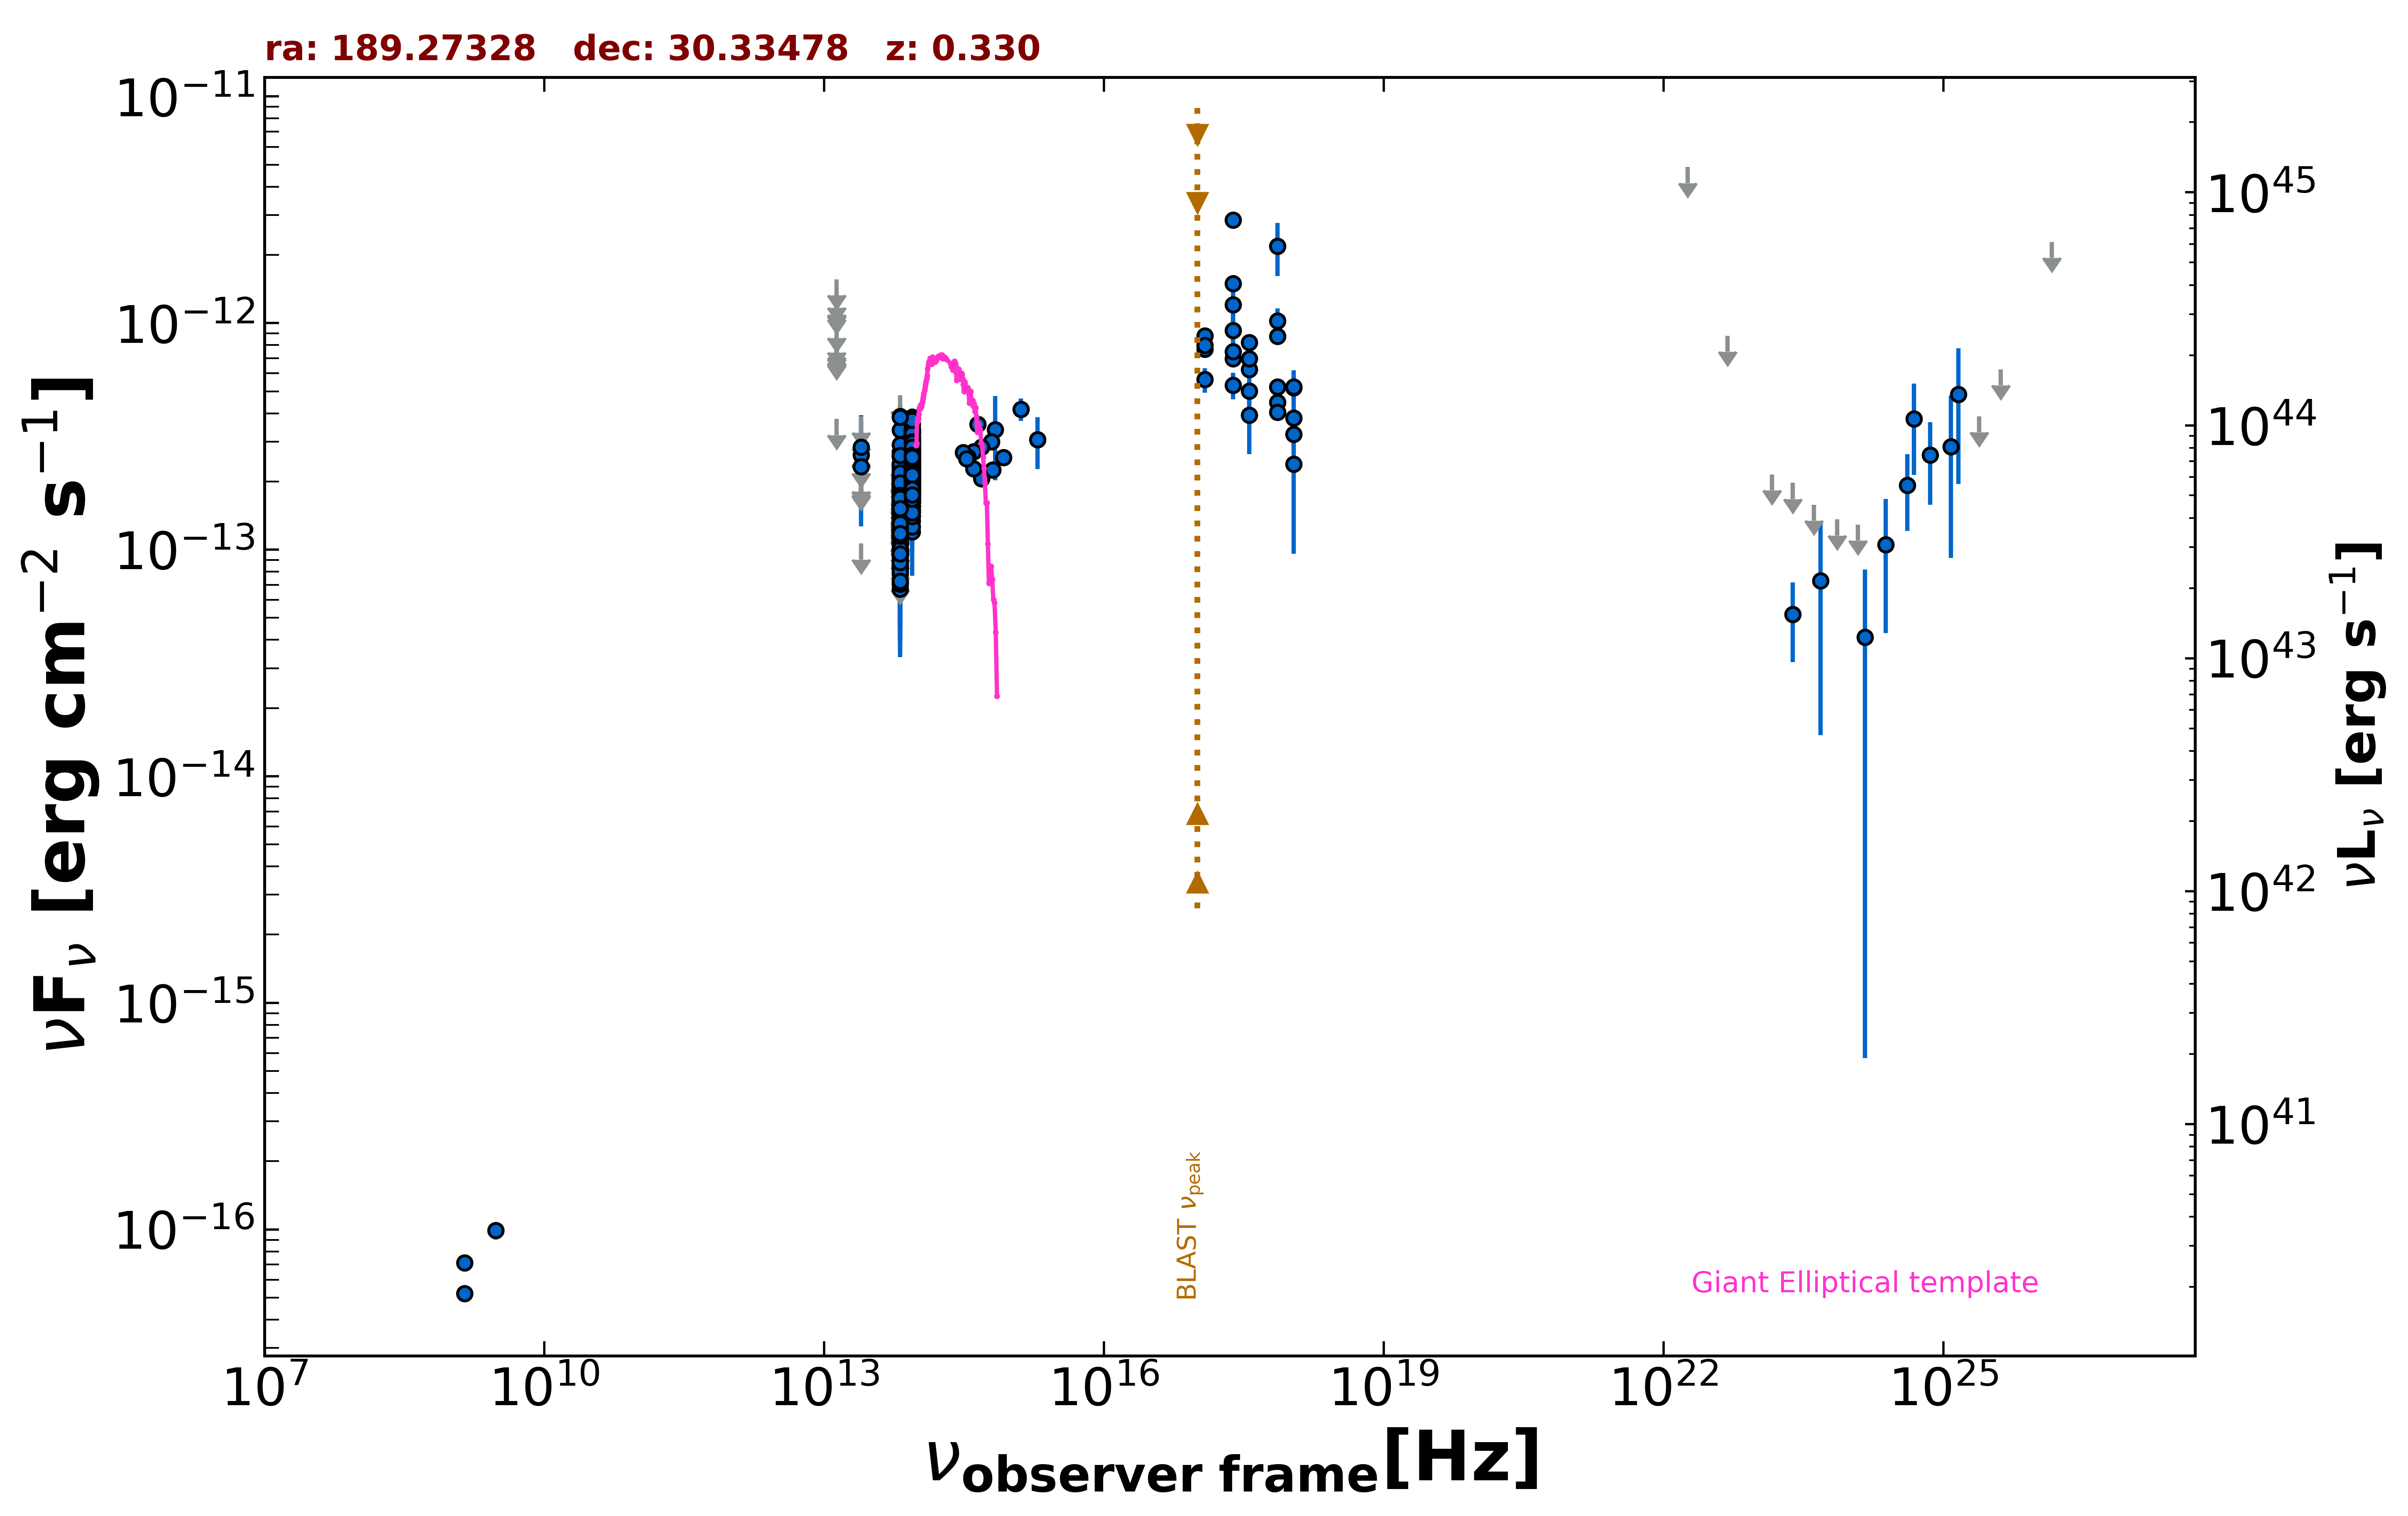 ra: 189.27328 dec: 30.33478 z: 0.330
νFν [erg cm−2 s−1]
10−11
10−12
10−13
10−14
10−15
10−16
1045
1044
1043
1042
1041
νLν [erg s−1]
BLAST νpeak
Giant Elliptical template
107 1010 1013 1016 1019 1022 1025
νobserver frame[Hz]